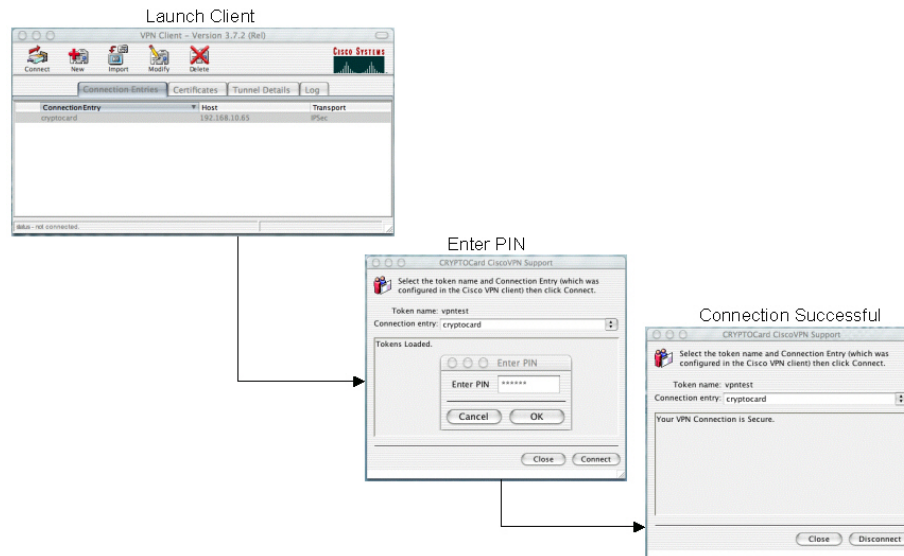 Launch Client
VPN Client - Version 3.7.2 (Rel)
Connect New Import Modify Delete
CISCO SYSTEMS
Connection Entries Certificates Tunnel Details Log
ConnectionEntry Host Transport
cryptocard 192.168.10.65 IPSec
status - not connected.
Enter PIN
CRYPTOCard CiscoVPN Support
Select the token name and Connection Entry (which was
configured in the Cisco VPN client) then click Connect.
Token name: vpntest
Connection entry: cryptocard
Tokens Loaded.
Enter PIN
Enter PIN ******
Cancel OK
Close Connect
Connection Successful
CRYPTOCard CiscoVPN Support
Select the token name and Connection Entry (which was
configured in the Cisco VPN client) then click Connect.
Token name: vpntest
Connection entry: cryptocard
Your VPN Connection is Secure.
Close Disconnect